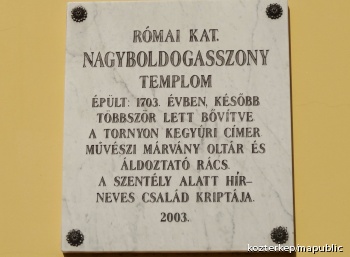 RÓMAI KAT.
NAGYBOLDOGASSZONY
TEMPLOM
ÉPÜLT: 1703. ÉVBEN, KÉSŐBB
TÖBBSZÖR LETT BŐVÍTVE
A TORNYON KEGYÚRI CÍMER
MŰVÉSZI MÁRVÁNY OLTÁR ÉS
ÁLDOZTATÓ RÁCS.
A SZENTÉLY ALATT HÍR-
NEVES CSALÁD KRIPTÁJA.
2003.
kozterkep.mapublic